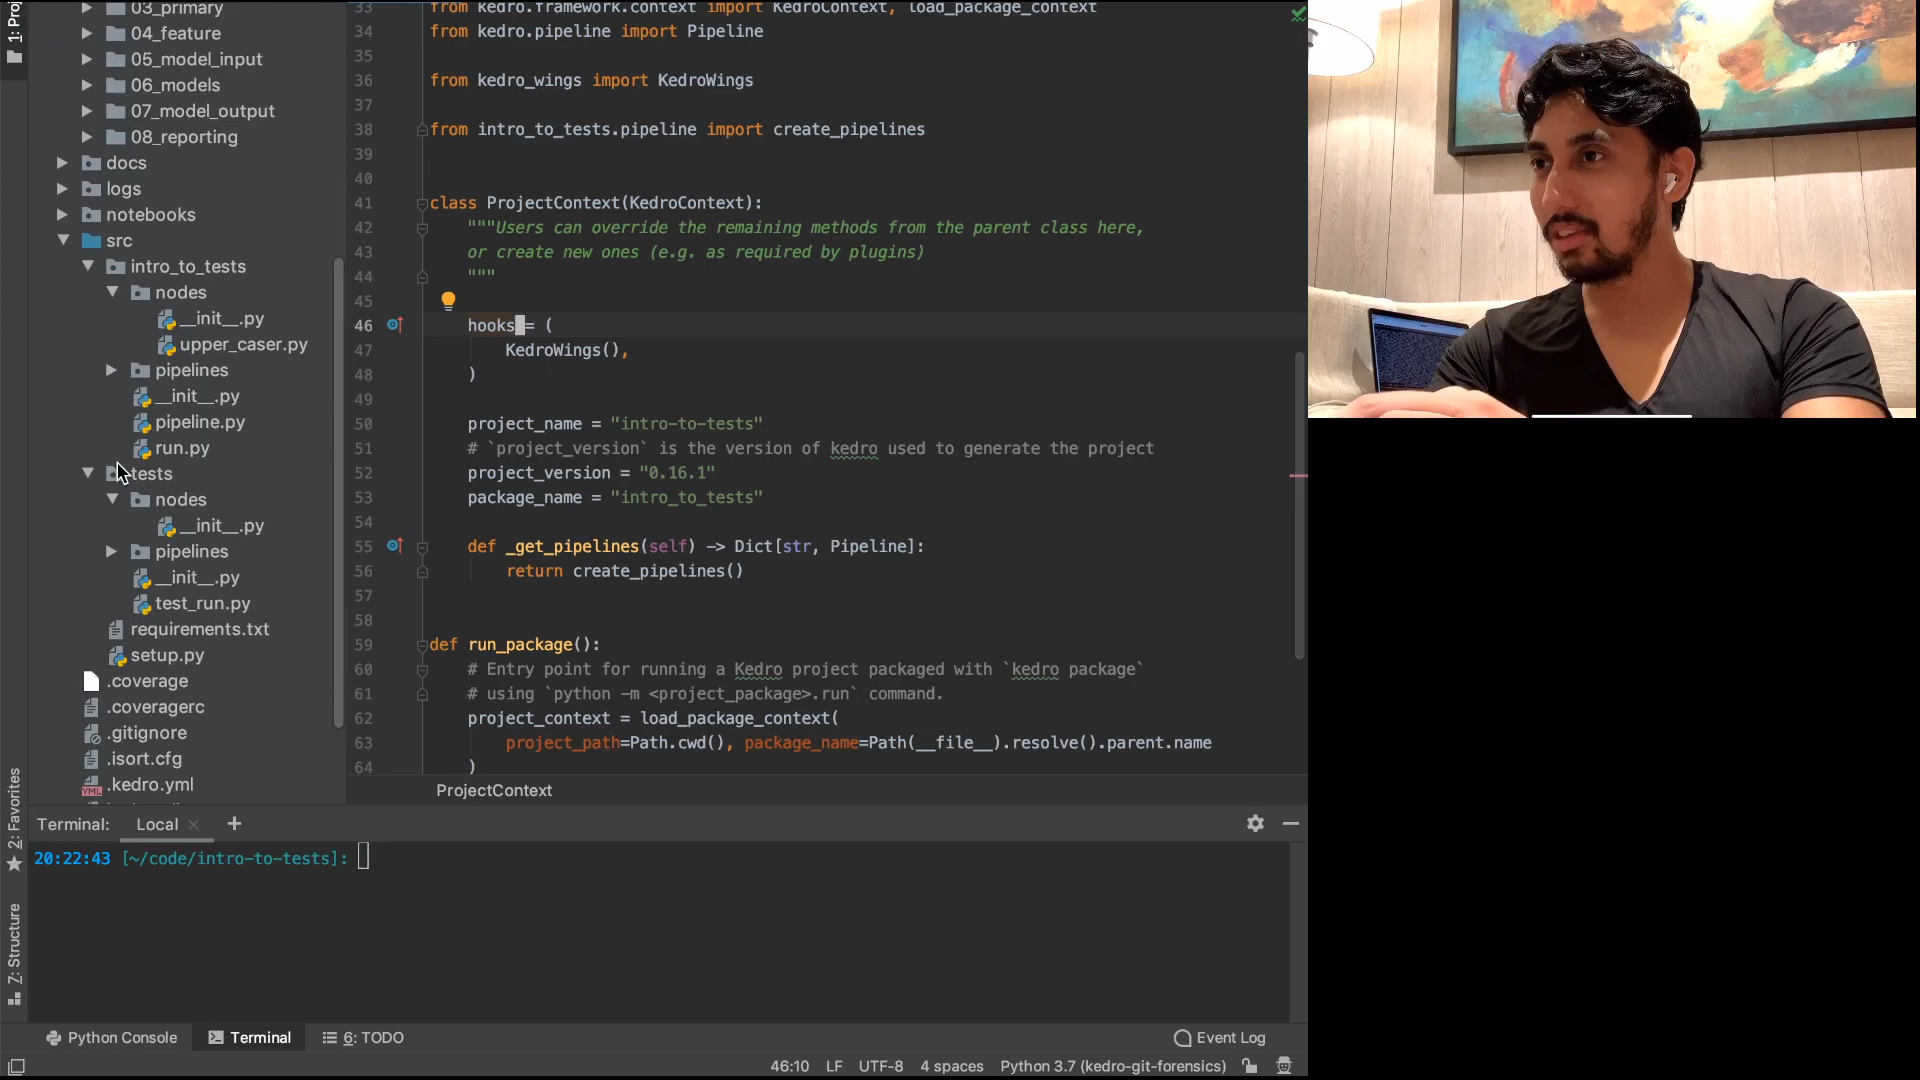 1: Proj
03_primary
04_feature
05_model_input
06_models
07_model_output
08_reporting
docs
logs
notebooks
src
intro_to_tests
nodes
__init__.py
upper_caser.py
pipelines
__init__.py
pipeline.py
run.py
tests
nodes
__init__.py
pipelines
__init__.py
test_run.py
requirements.txt
setup.py
.coverage
.coveragerc
.gitignore
.isort.cfg
.kedro.yml
33 from kedro.framework.context import KedroContext, load_package_context
34 from kedro.pipeline import Pipeline
35
36 from kedro_wings import KedroWings
37
38 from intro_to_tests.pipeline import create_pipelines
39
40
41 class ProjectContext(KedroContext):
42 """Users can override the remaining methods from the parent class here,
43 or create new ones (e.g. as required by plugins)
44 """
45
46 hooks = (
47 KedroWings(),
48 )
49
50 project_name = "intro-to-tests"
51 # `project_version` is the version of kedro used to generate the project
52 project_version = "0.16.1"
53 package_name = "intro_to_tests"
54
55 def _get_pipelines(self) -> Dict[str, Pipeline]:
56 return create_pipelines()
57
58
59 def run_package():
60 # Entry point for running a Kedro project packaged with `kedro package`
61 # using `python -m <project_package>.run` command.
62 project_context = load_package_context(
63 project_path=Path.cwd(), package_name=Path(__file__).resolve().parent.name
64 )
ProjectContext
2: Favorites
Z: Structure
Terminal: Local × +
20:22:43 [~/code/intro-to-tests]:
Python Console Terminal 6: TODO Event Log
46:10 LF UTF-8 4 spaces Python 3.7 (kedro-git-forensics)